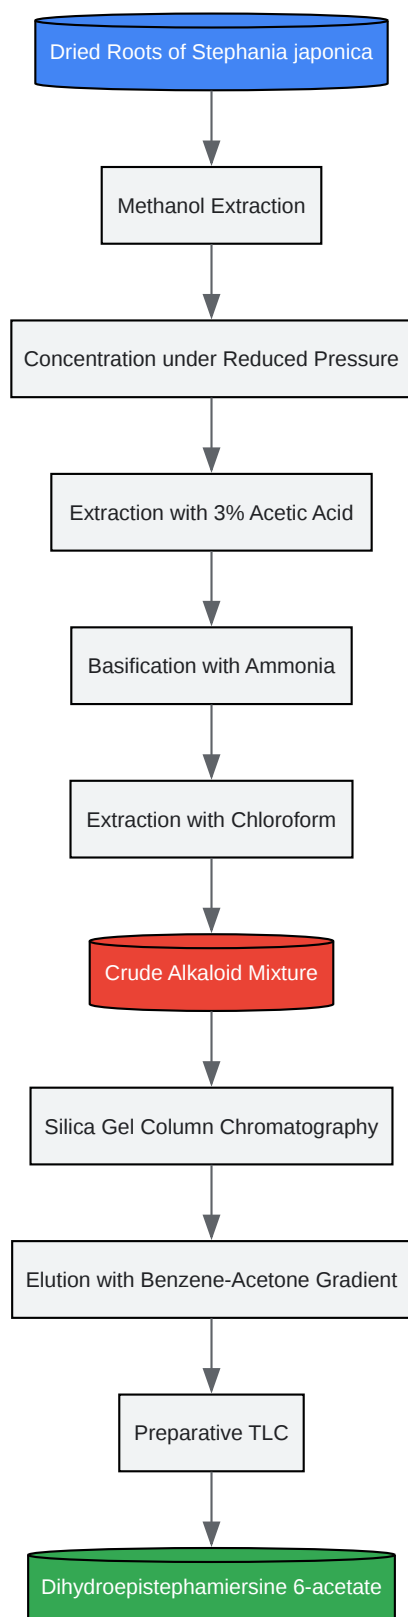 Dried Roots of Stephania japonica
Methanol Extraction
Concentration under Reduced Pressure
Extraction with 3% Acetic Acid
Basification with Ammonia
Extraction with Chloroform
Crude Alkaloid Mixture
Silica Gel Column Chromatography
Elution with Benzene-Acetone Gradient
Preparative TLC
Dihydroepistephamiersine 6-acetate